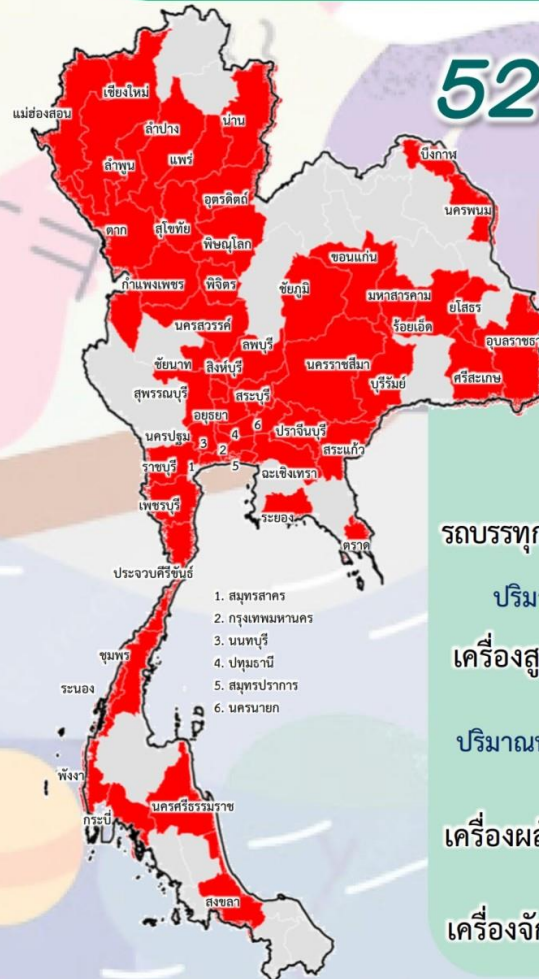 52
เชียงใหม่
แม่ฮ่องสอน
น่าน
ลำปาง
ลำพูน
แพร่
บึงกาฬ
อุตรดิตถ์
นครพนม
ตาก
สุโขทัย
พิษณุโลก
ขอนแก่น
กำแพงเพชร
พิจิตร
ชัยภูมิ
มหาสารคาม
ยโสธร
นครสวรรค์
ร้อยเอ็ด
ลพบุรี
อุบลราชธา
ชัยนาท
สิงห์บุรี
นครราชสีมา
ศรีสะเกษ
สุพรรณบุรี
สระบุรี
บุรีรัมย์
อยุธยา
6
ปราจีนบุรี
นครปฐม
3
4
2
สระแก้ว
ราชบุรี
1
5
ฉะเชิงเทรา
เพชรบุรี
ระยอง
ตราด
ประจวบคีรีขันธ์
1. สมุทรสาคร
2. กรุงเทพมหานคร
3. นนทบุรี
4. ปทุมธานี
5. สมุทรปราการ
6. นครนายก
ชุมพร
ระนอง
พังงา
นครศรีธรรมราช
กระบี่
สงขลา
รถบรรทุก
ปริม
เครื่องสู
ปริมาณ
เครื่องผลั
เครื่องจัก